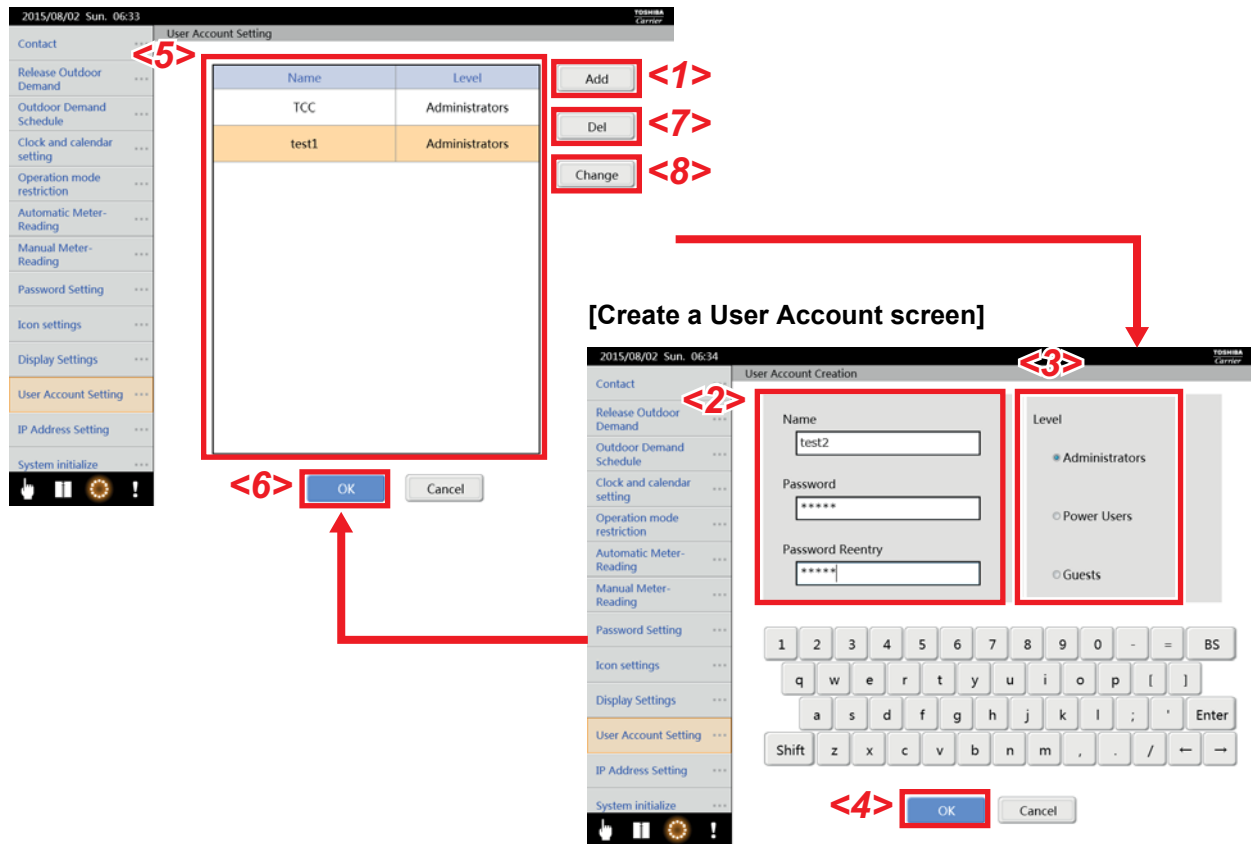 2015/08/02 Sun. 06:33
TOSHIBA
Carrier
User Account Setting
Contact
Release Outdoor
Demand
Outdoor Demand
Schedule
Clock and calendar
setting
Operation mode
restriction
Automatic Meter-
Reading
Manual Meter-
Reading
Password Setting
Icon settings
Display Settings
User Account Setting
IP Address Setting
System initialize
<5>
Name Level
TCC Administrators
test1 Administrators
Add <1>
Del <7>
Change <8>
<6> OK Cancel
[Create a User Account screen]
2015/08/02 Sun. 06:34
TOSHIBA
Carrier
User Account Creation
Contact
Release Outdoor
Demand
Outdoor Demand
Schedule
Clock and calendar
setting
Operation mode
restriction
Automatic Meter-
Reading
Manual Meter-
Reading
Password Setting
Icon settings
Display Settings
User Account Setting
IP Address Setting
System initialize
<2>
Name
test2
Password
*****
Password Reentry
*****
<3>
Level
Administrators
Power Users
Guests
1 2 3 4 5 6 7 8 9 0 - = BS
q w e r t y u i o p [ ]
a s d f g h j k l ; ' Enter
Shift z x c v b n m , . / ← →
<4> OK Cancel